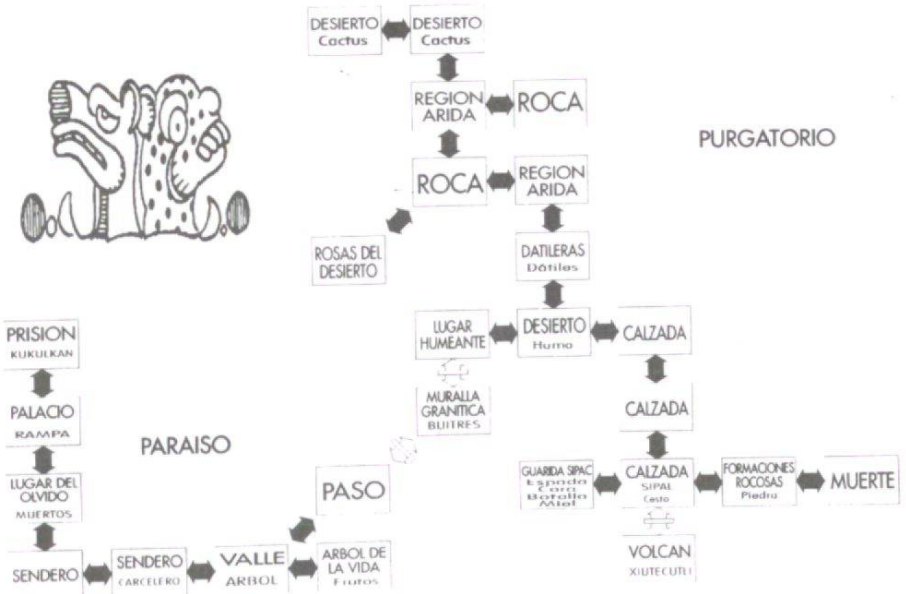 DESIERTO
Cactus
DESIERTO
Cactus
REGION
ARIDA
ROCA
PURGATORIO
ROCA
REGION
ARIDA
ROSAS DEL
DESIERTO
DATILERAS
Dátiles
LUGAR
HUMEANTE
DESIERTO
Humo
CALZADA
PRISION
KUKULKAN
MURALLA
GRANITICA
BUITRES
CALZADA
PALACIO
RAMPA
PARAISO
LUGAR DEL
OLVIDO
MUERTOS
PASO
GUARIDA SIPAC
Espada
Cera
Botalla
Miel
CALZADA
SIPAL
Cesto
FORMACIONES
ROCOSAS
Piedra
MUERTE
SENDERO
SENDERO
CARCELERO
VALLE
ARBOL
ARBOL DE
LA VIDA
Frutos
VOLCAN
XIUTECUTLI